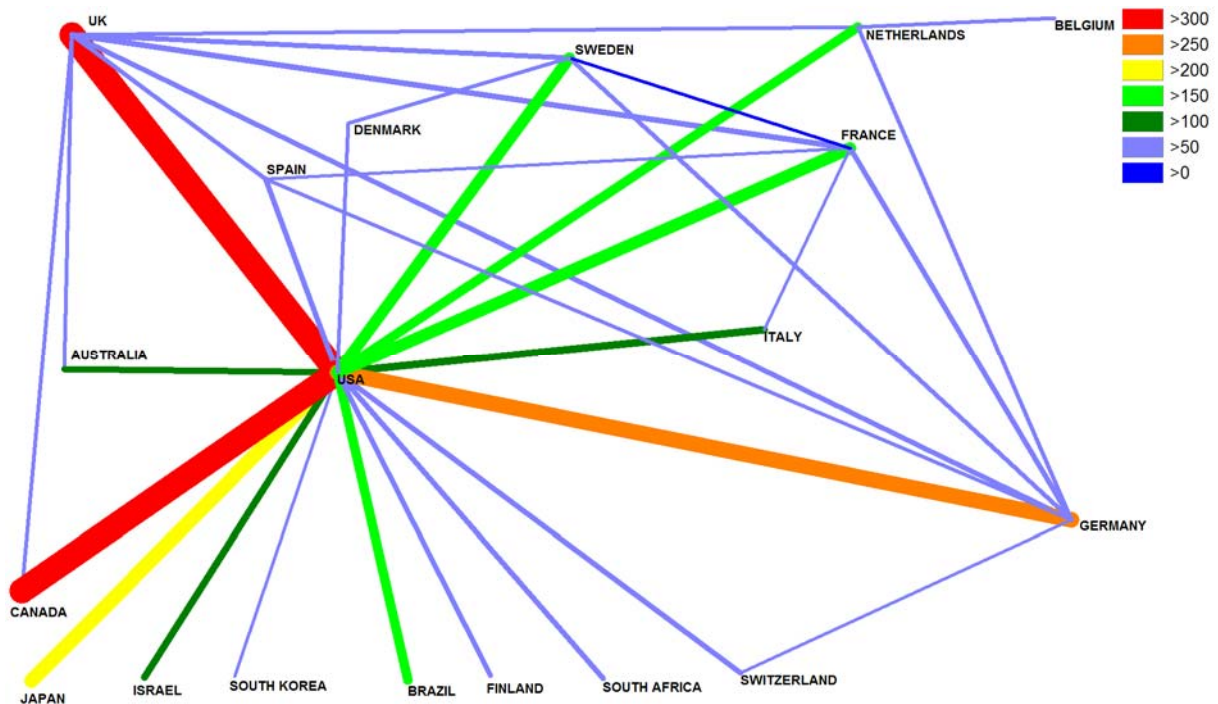 UK
BELGIUM
NETHERLANDS
SWEDEN
DENMARK
FRANCE
SPAIN
ITALY
AUSTRALIA
USA
GERMANY
CANADA
JAPAN
ISRAEL
SOUTH KOREA
BRAZIL
FINLAND
SOUTH AFRICA
SWITZERLAND
>300
>250
>200
>150
>100
>50
>0